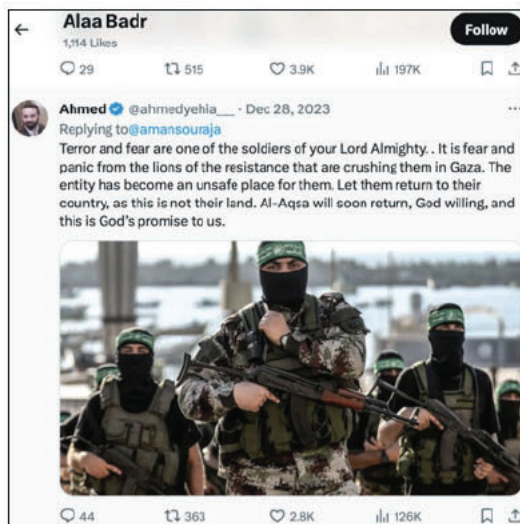 Alaa Badr
1,114 Likes
Follow
29 515 3.9K 197K
Ahmed @ahmedyehia___ · Dec 28, 2023
Replying to@amansouraja
Terror and fear are one of the soldiers of your Lord Almighty. . It is fear and
panic from the lions of the resistance that are crushing them in Gaza. The
entity has become an unsafe place for them. Let them return to their
country, as this is not their land. Al-Aqsa will soon return, God willing, and
this is God's promise to us.
44 363 2.8K 126K